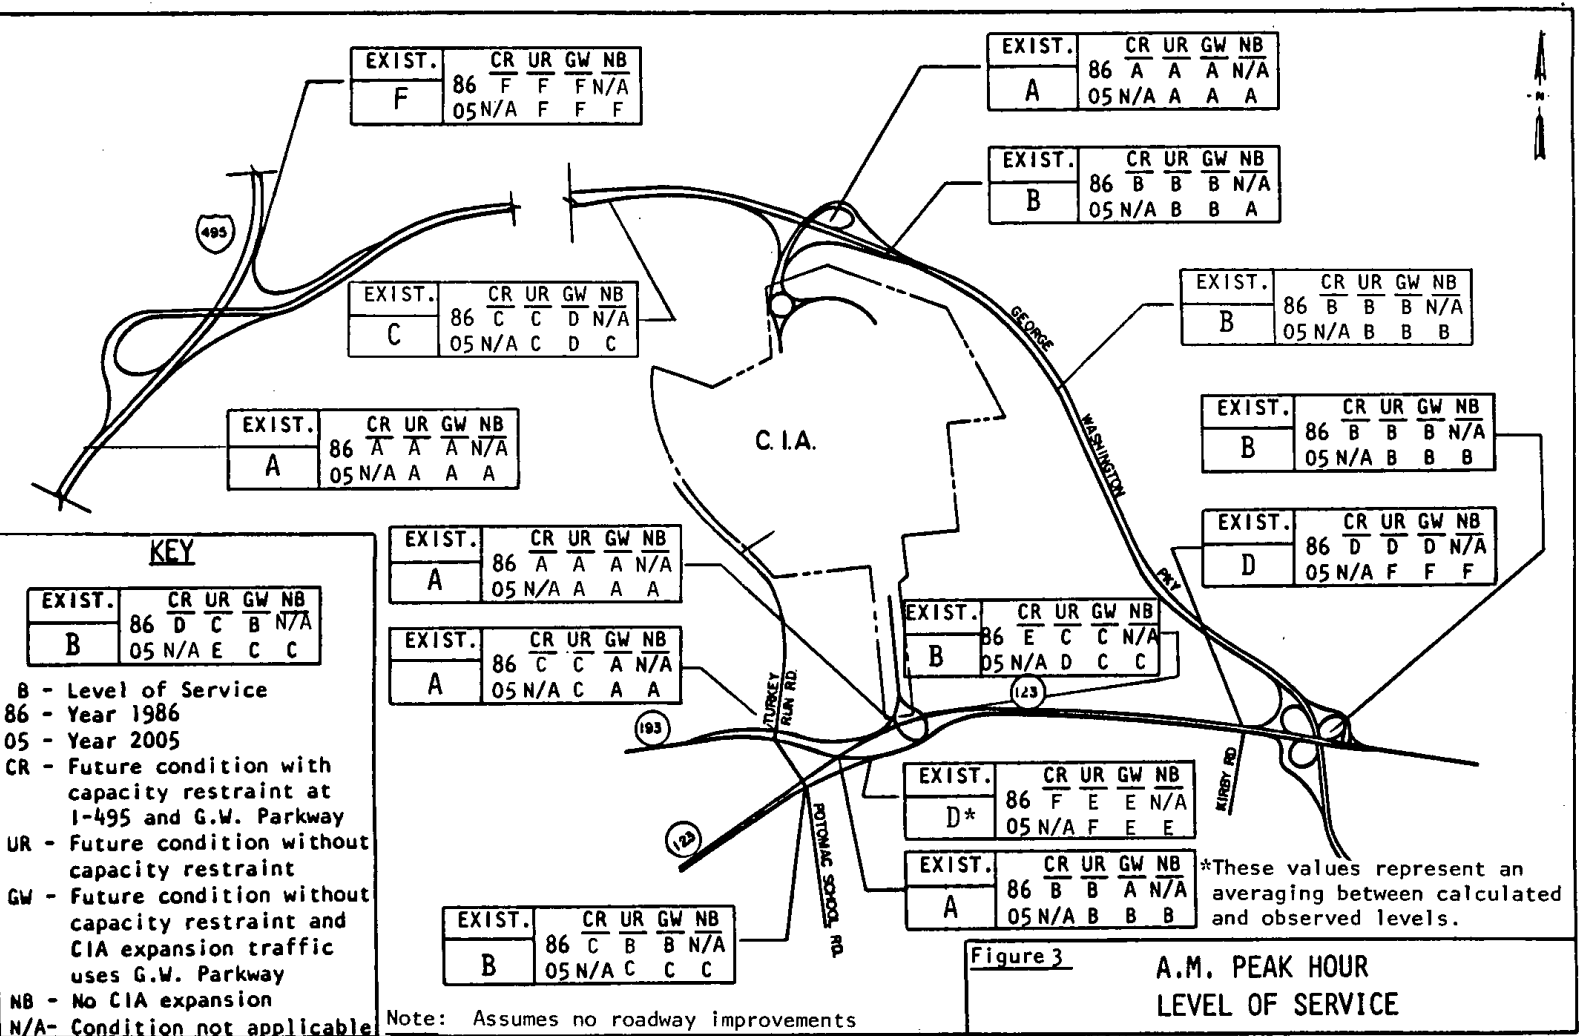 EXIST. CR UR GW NB
F 86 F F F N/A
05 N/A F F F
EXIST. CR UR GW NB
A 86 A A A N/A
05 N/A A A A
EXIST. CR UR GW NB
B 86 B B B N/A
05 N/A B B A
-N-
495
EXIST. CR UR GW NB
C 86 C C D N/A
05 N/A C D C
EXIST. CR UR GW NB
B 86 B B B N/A
05 N/A B B B
GEORGE
WASHINGTON
PKY
C.I.A.
EXIST. CR UR GW NB
A 86 A A A N/A
05 N/A A A A
EXIST. CR UR GW NB
B 86 B B B N/A
05 N/A B B B
EXIST. CR UR GW NB
D 86 D D D N/A
05 N/A F F F
EXIST. CR UR GW NB
A 86 A A A N/A
05 N/A A A A
EXIST. CR UR GW NB
A 86 C C A N/A
05 N/A C A A
EXIST. CR UR GW NB
B 86 E C C N/A
05 N/A D C C
TURKEY
RUN RD.
193
123
123
KIRBY RD
POTOMAC SCHOOL RD.
EXIST. CR UR GW NB
D* 86 F E E N/A
05 N/A F E E
EXIST. CR UR GW NB
A 86 B B A N/A
05 N/A B B B
*These values represent an
averaging between calculated
and observed levels.
EXIST. CR UR GW NB
B 86 C B B N/A
05 N/A C C C
KEY
EXIST. CR UR GW NB
B 86 D C B N/A
05 N/A E C C
B - Level of Service
86 - Year 1986
05 - Year 2005
CR - Future condition with
capacity restraint at
I-495 and G.W. Parkway
UR - Future condition without
capacity restraint
GW - Future condition without
capacity restraint and
CIA expansion traffic
uses G.W. Parkway
NB - No CIA expansion
N/A- Condition not applicable
Note: Assumes no roadway improvements
Figure 3
A.M. PEAK HOUR
LEVEL OF SERVICE